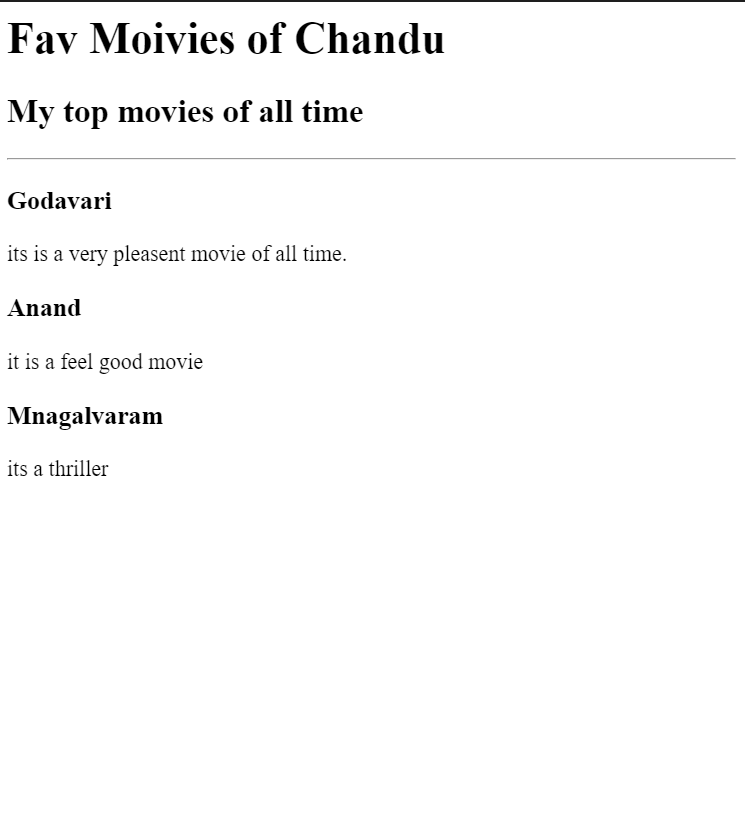 Fav Moivies of Chandu
My top movies of all time
Godavari
its is a very pleasent movie of all time.
Anand
it is a feel good movie
Mnagalvaram
its a thriller